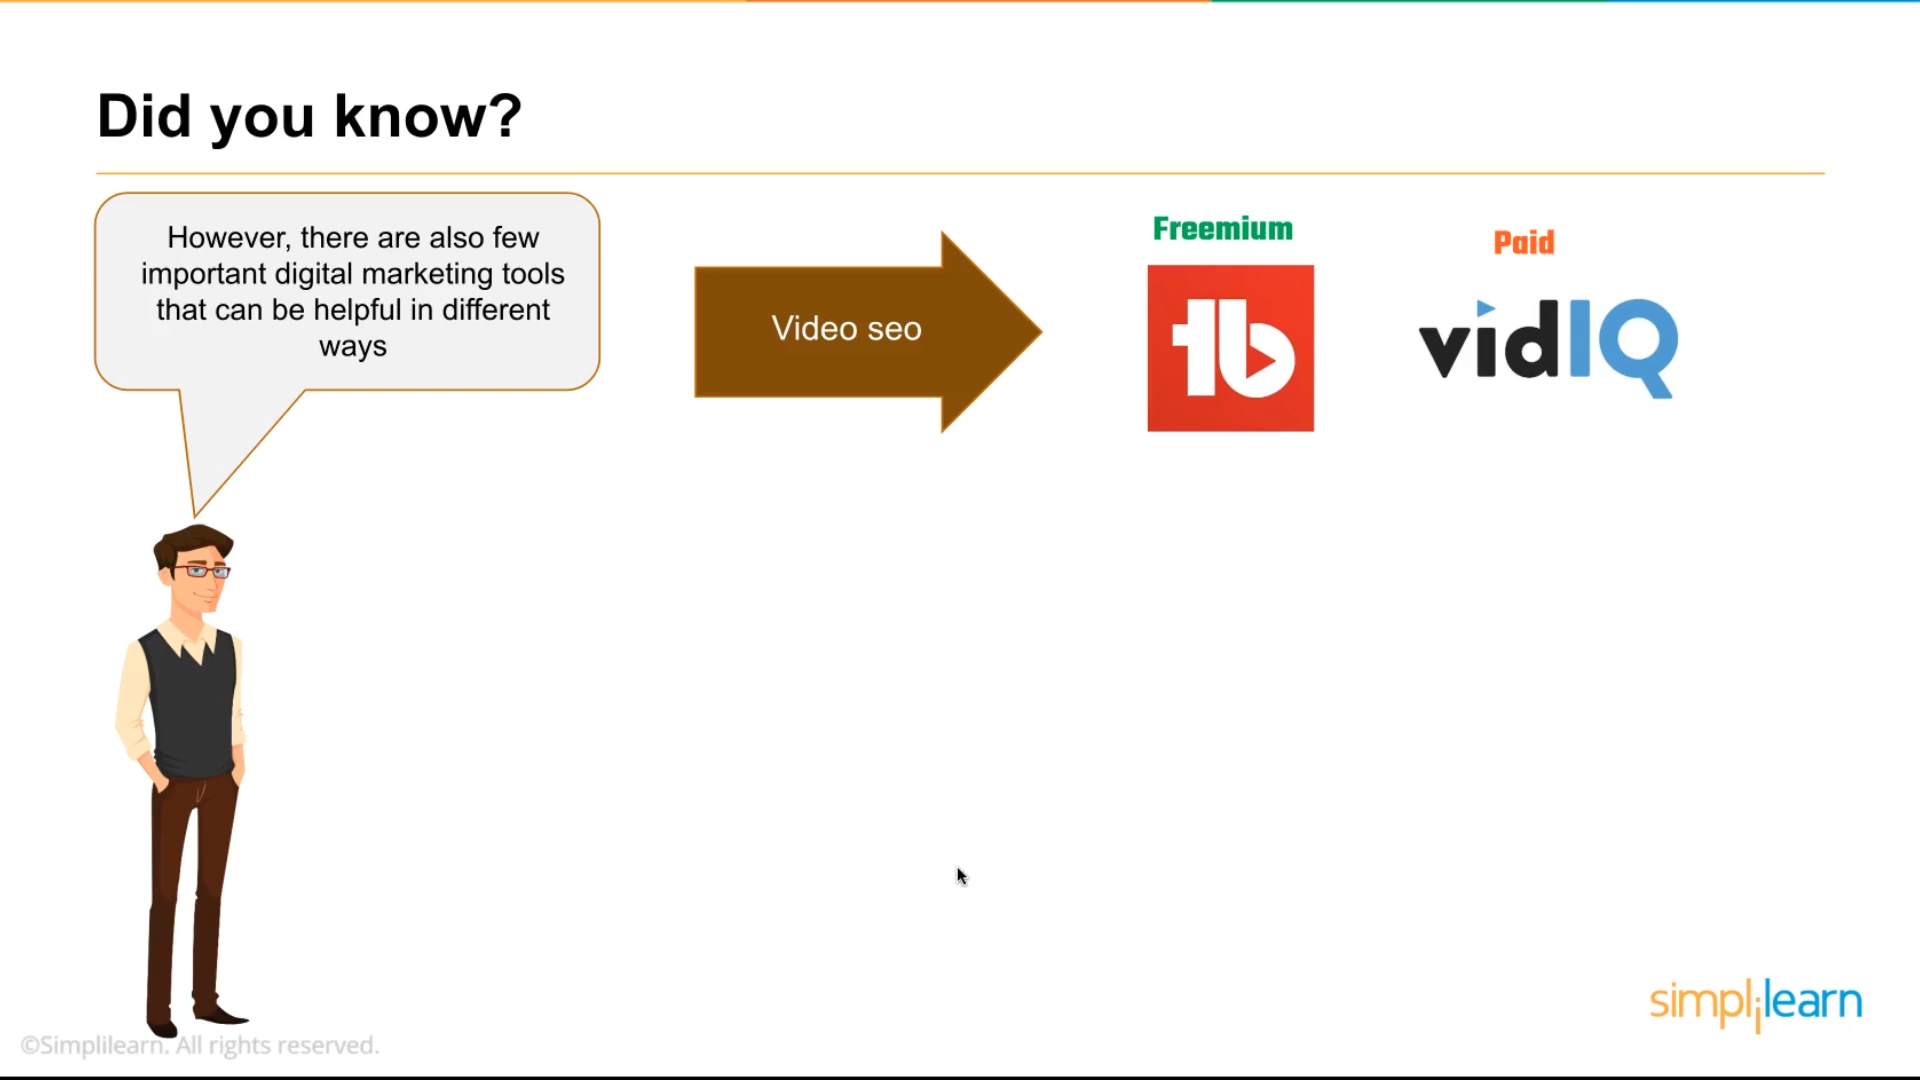 Did you know?
However, there are also few
important digital marketing tools
that can be helpful in different
ways
Video seo
Freemium
Paid
tb
vidIQ
simplilearn
©Simplilearn. All rights reserved.